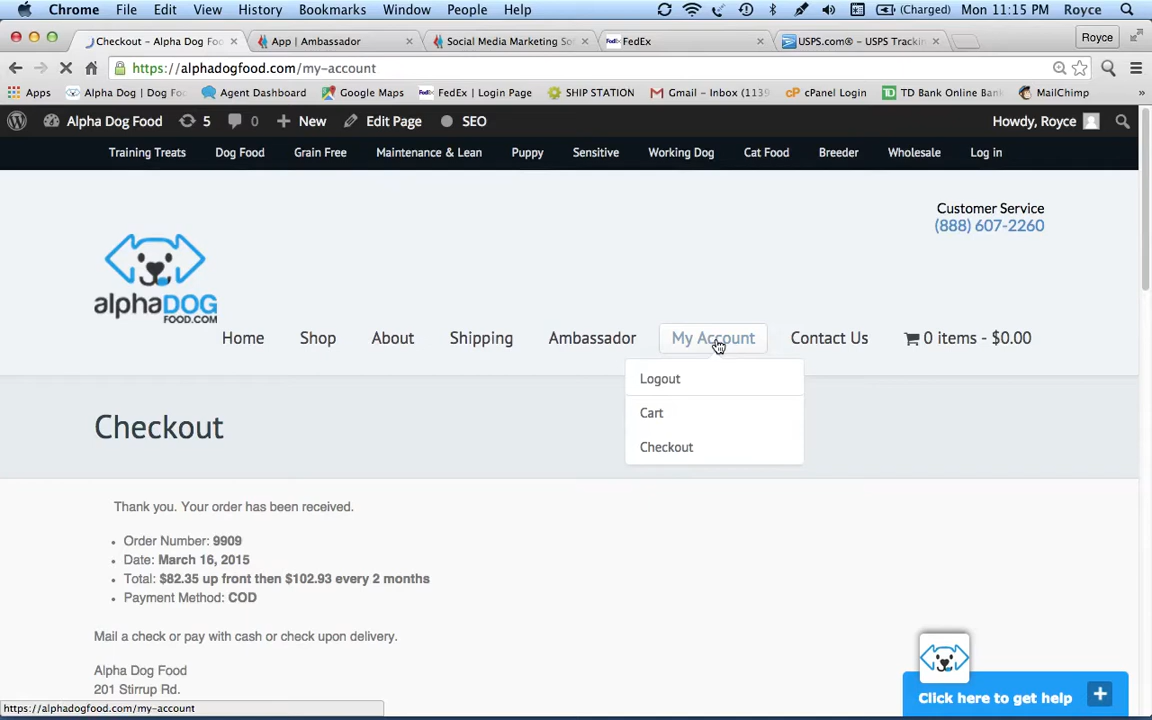 Chrome File Edit View History Bookmarks Window People Help (Charged) Mon 11:15 PM Royce
Checkout – Alpha Dog Foo × App | Ambassador × Social Media Marketing So × FedEx × USPS.com® - USPS Trackin × Royce
https://alphadogfood.com/my-account
Apps Alpha Dog | Dog Fo Agent Dashboard Google Maps FedEx | Login Page SHIP STATION Gmail – Inbox (1139 cPanel Login TD Bank Online Ban MailChimp »
Alpha Dog Food 5 0 New Edit Page SEO Howdy, Royce
Training Treats Dog Food Grain Free Maintenance & Lean Puppy Sensitive Working Dog Cat Food Breeder Wholesale Log in
Customer Service
(888) 607-2260
alphaDOG
FOOD.COM
Home Shop About Shipping Ambassador My Account Contact Us 0 items - $0.00
Logout
Cart
Checkout
Checkout
Thank you. Your order has been received.
• Order Number: 9909
• Date: March 16, 2015
• Total: $82.35 up front then $102.93 every 2 months
• Payment Method: COD
Mail a check or pay with cash or check upon delivery.
Alpha Dog Food
201 Stirrup Rd.
Click here to get help +
https://alphadogfood.com/my-account